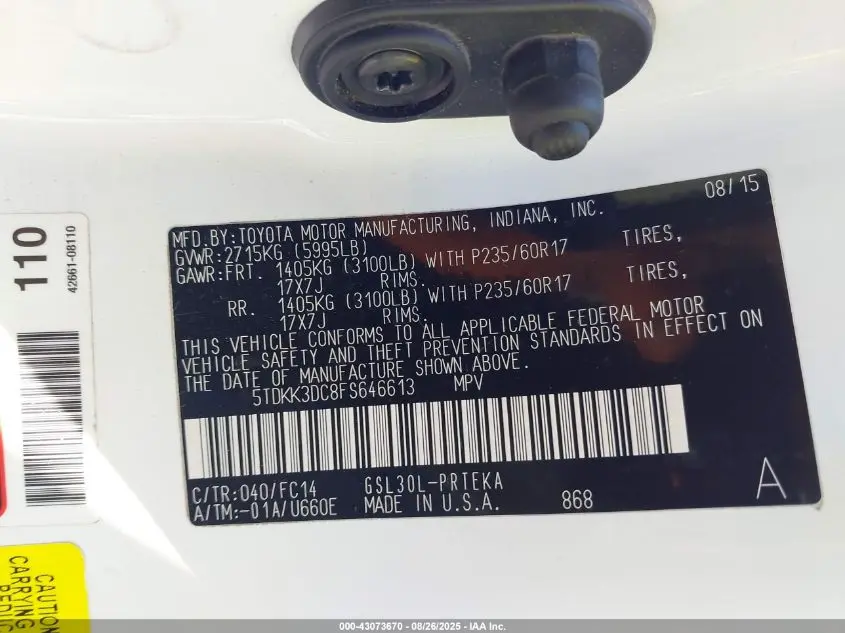 08/15
MFD.BY:TOYOTA MOTOR MANUFACTURING, INDIANA, INC.
GVWR:2715KG (5995LB)
GAWR:FRT. 1405KG (3100LB) WITH P235/60R17 TIRES,
17X7J RIMS.
RR. 1405KG (3100LB) WITH P235/60R17 TIRES,
17X7J RIMS.
THIS VEHICLE CONFORMS TO ALL APPLICABLE FEDERAL MOTOR
VEHICLE SAFETY AND THEFT PREVENTION STANDARDS IN EFFECT ON
THE DATE OF MANUFACTURE SHOWN ABOVE.
5TDKK3DC8FS646613 MPV
C/TR:040/FC14 GSL30L-PRTEKA
A/TM:-01A/U660E MADE IN U.S.A. 868
A
110
42661-08110
CAUTION
CARRYING
000-43073670 - 08/26/2025 - IAA Inc.